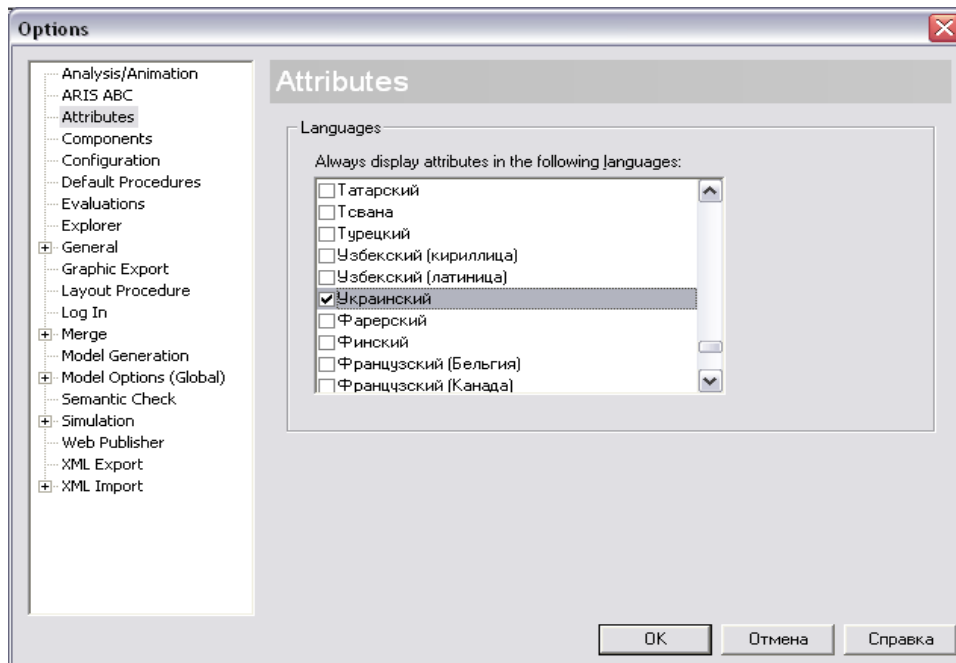 Options
Analysis/Animation
ARIS ABC
Attributes
Components
Configuration
Default Procedures
Evaluations
Explorer
General
Graphic Export
Layout Procedure
Log In
Merge
Model Generation
Model Options (Global)
Semantic Check
Simulation
Web Publisher
XML Export
XML Import
Attributes
Languages
Always display attributes in the following languages:
Татарский
Тсвана
Турецкий
Узбекский (кириллица)
Узбекский (латиница)
Украинский
Фарерский
Финский
Французский (Бельгия)
Французский (Канада)
OK
Отмена
Справка